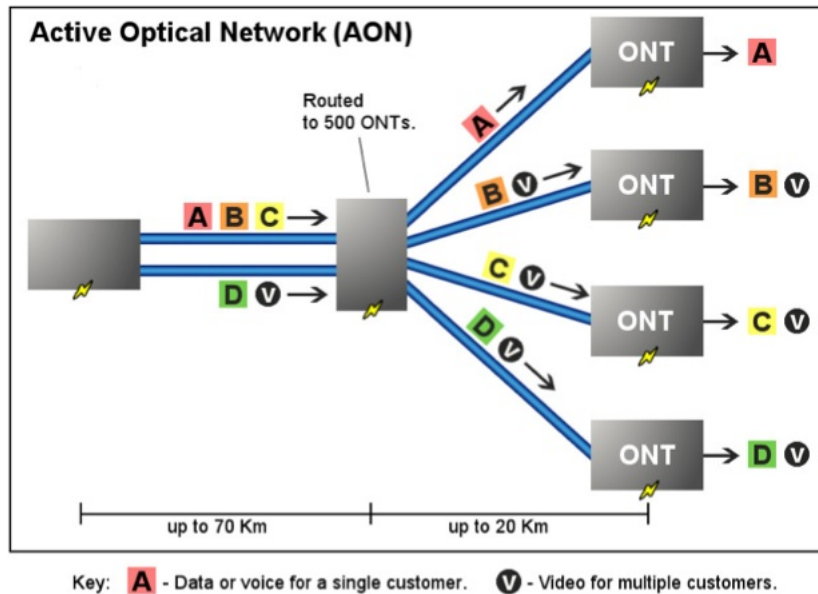 Active Optical Network (AON)
Routed
to 500 ONTs.
A B C
D V
A
B V
C V
D V
ONT
A
ONT
B V
ONT
C V
ONT
D V
up to 70 Km
up to 20 Km
Key: A - Data or voice for a single customer. V - Video for multiple customers.